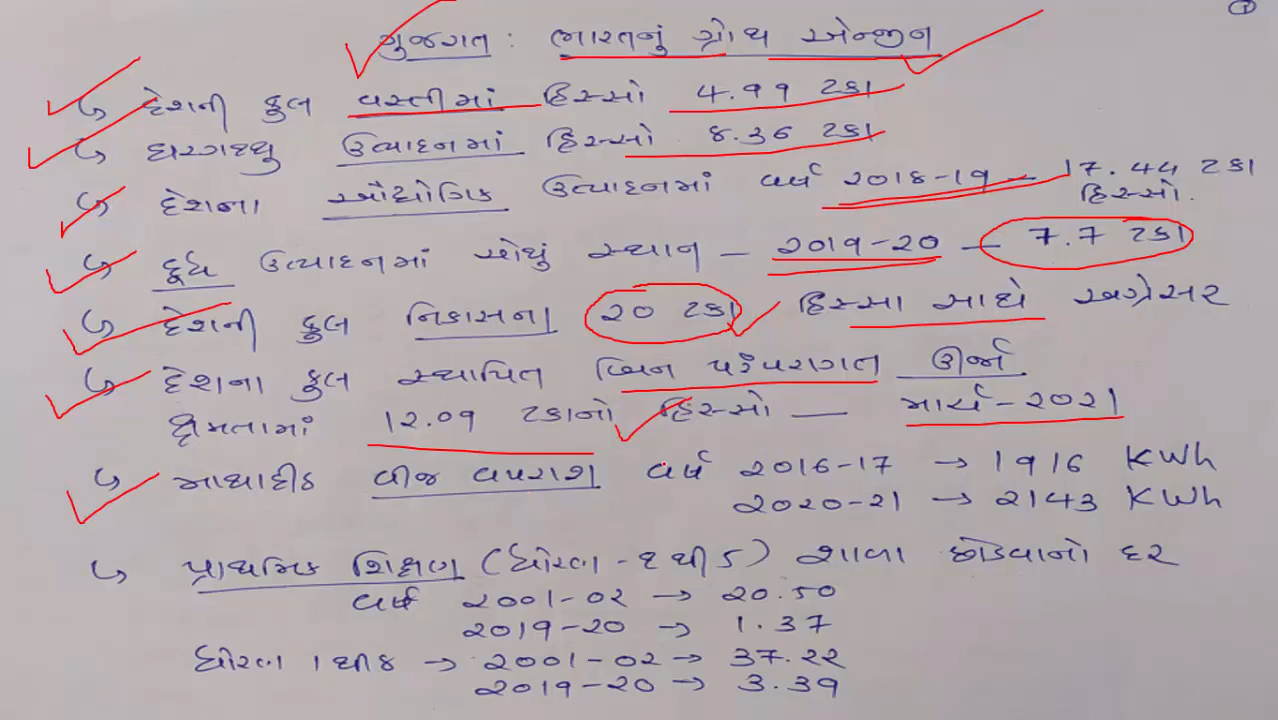 1
ગુજરાત : ભારતનું ગ્રોથ એન્જીન
↳ દેશની કુલ વસ્તીમાં હિસ્સો 4.99 ટકા
↳ ઘરગથ્થુ ઉત્પાદનમાં હિસ્સો 8.36 ટકા
↳ દેશના ઔદ્યોગિક ઉત્પાદનમાં વર્ષ 2018-19 — 17.44 ટકા હિસ્સો.
↳ દૂધ ઉત્પાદનમાં ચોથું સ્થાન — 2019-20 — 7.7 ટકા
↳ દેશની કુલ નિકાસના 20 ટકા હિસ્સા સાથે અગ્રેસર
↳ દેશના કુલ સ્થાપિત બિન પરંપરાગત ઊર્જા
ક્ષમતામાં 12.09 ટકાનો હિસ્સો — માર્ચ-2021
↳ માથાદીઠ વીજ વપરાશ વર્ષ 2016-17 → 1916 KWh
2020-21 → 2143 KWh
↳ પ્રાથમિક શિક્ષણ (ધોરણ - ૧ થી ૬) શાળા છોડવાનો દર
વર્ષ 2001-02 → 20.50
2019-20 → 1.37
ધોરણ 1 થી 8 → 2001-02 → 37.22
2019-20 → 3.39